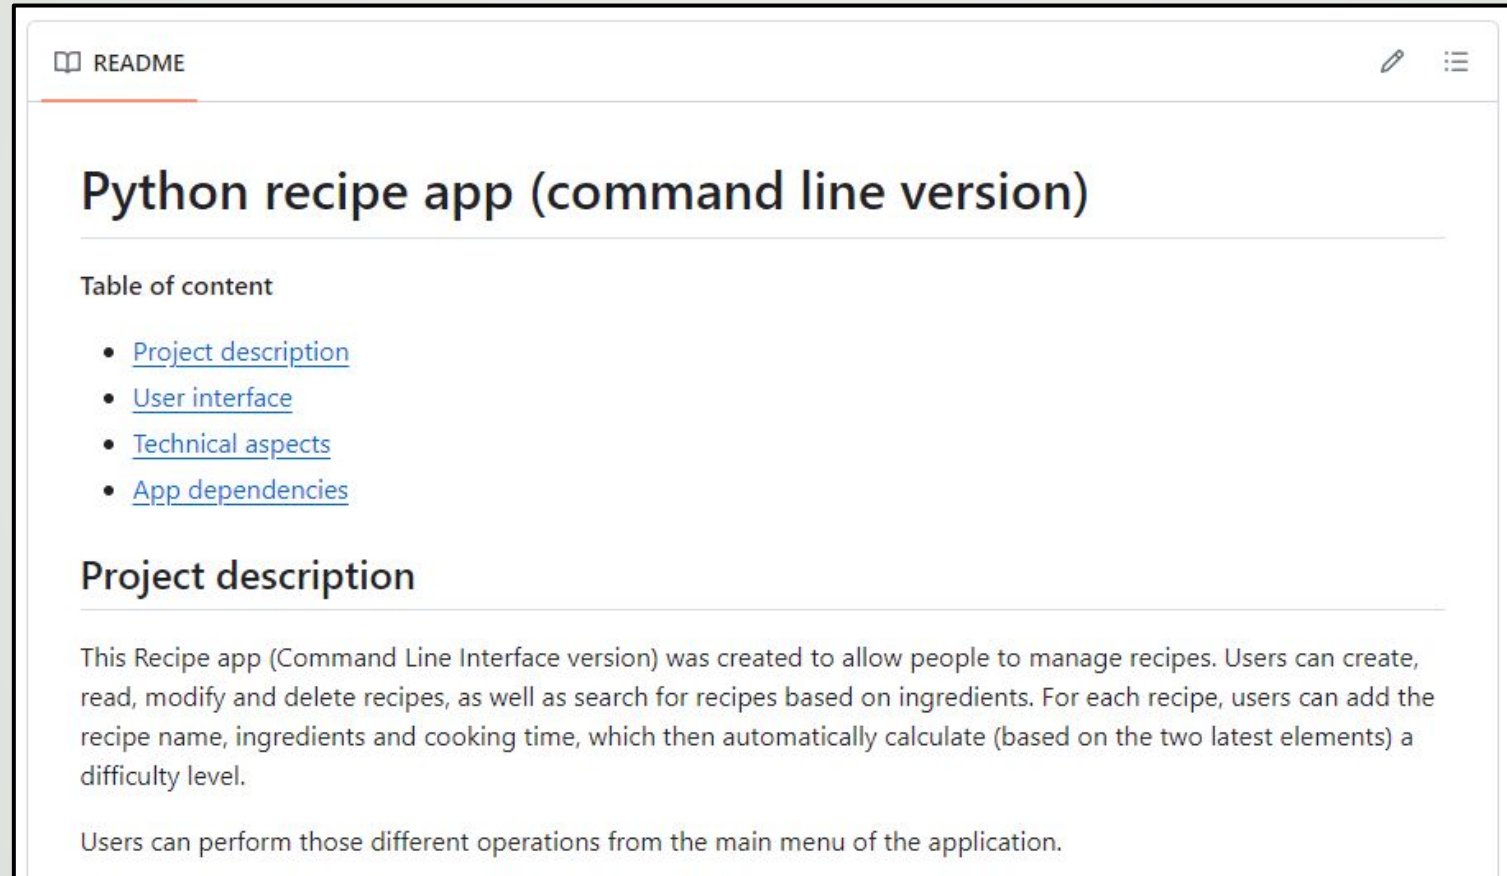 README
Python recipe app (command line version)
Table of content
Project description
User interface
Technical aspects
App dependencies
Project description
This Recipe app (Command Line Interface version) was created to allow people to manage recipes. Users can create,
read, modify and delete recipes, as well as search for recipes based on ingredients. For each recipe, users can add the
recipe name, ingredients and cooking time, which then automatically calculate (based on the two latest elements) a
difficulty level.
Users can perform those different operations from the main menu of the application.